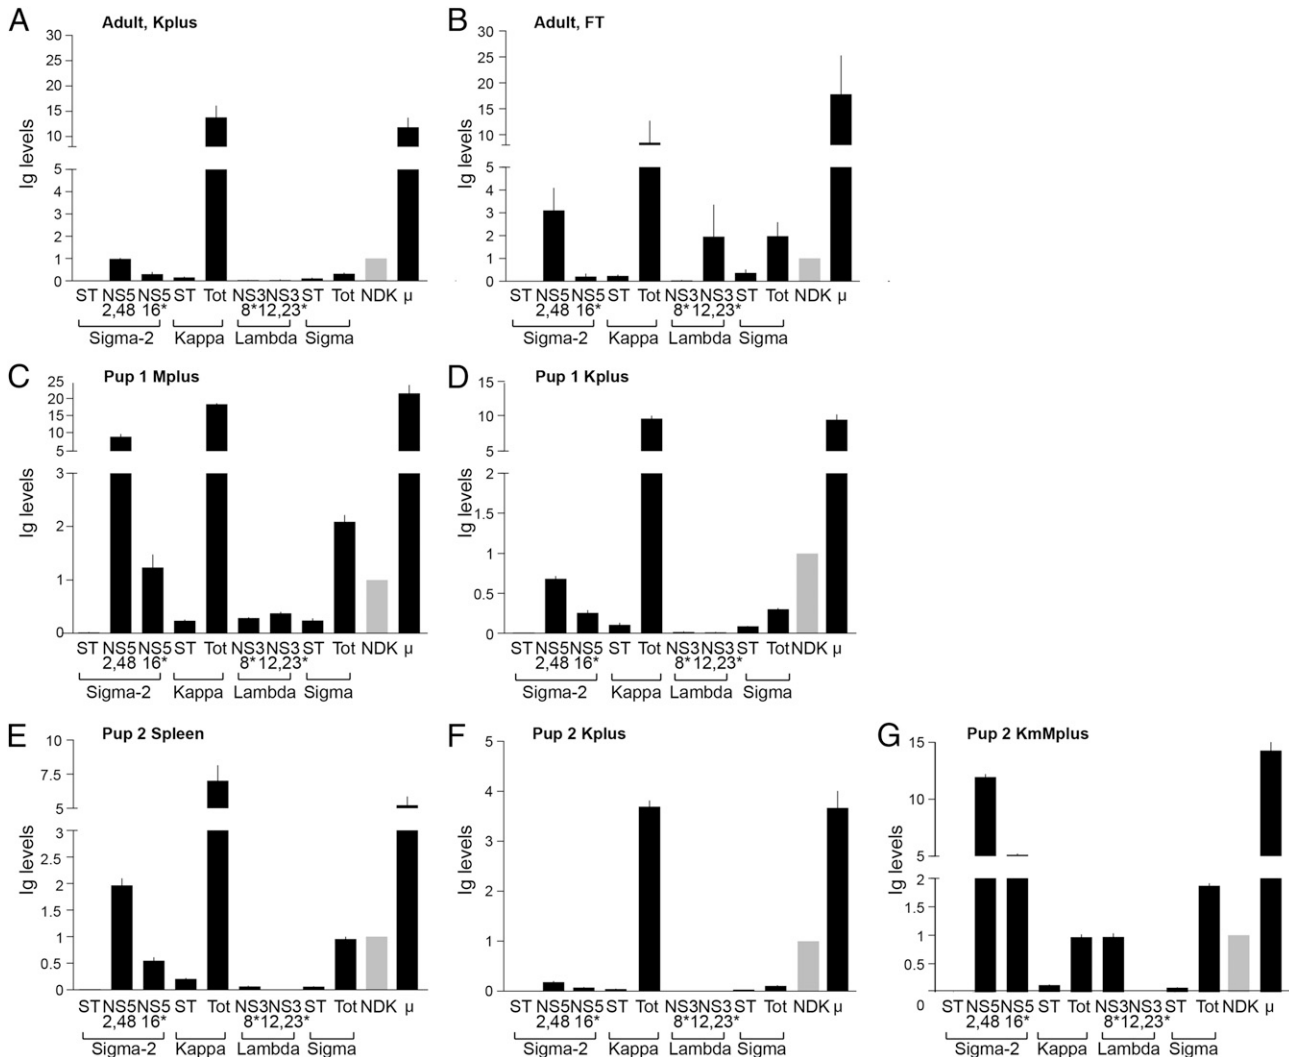 A Adult, Kplus
30
25
20
15
10
5
4
3
2
1
0
Ig levels
ST NS5 NS5 ST Tot NS3 NS3 ST Tot NDK µ
2,48 16* 8* 12,23*
Sigma-2 Kappa Lambda Sigma
B Adult, FT
30
25
20
15
10
5
4
3
2
1
0
Ig levels
ST NS5 NS5 ST Tot NS3 NS3 ST Tot NDK µ
2,48 16* 8* 12,23*
Sigma-2 Kappa Lambda Sigma
C Pup 1 Mplus
25
20
15
10
5
3
2
1
0
Ig levels
ST NS5 NS5 ST Tot NS3 NS3 ST Tot NDK µ
2,48 16* 8* 12,23*
Sigma-2 Kappa Lambda Sigma
D Pup 1 Kplus
15
10
5
2
1.5
1
0.5
0
Ig levels
ST NS5 NS5 ST Tot NS3 NS3 ST Tot NDK µ
2,48 16* 8* 12,23*
Sigma-2 Kappa Lambda Sigma
E Pup 2 Spleen
10
7.5
5
3
2.5
2
1.5
1
0.5
0
Ig levels
ST NS5 NS5 ST Tot NS3 NS3 ST Tot NDK µ
2,48 16* 8* 12,23*
Sigma-2 Kappa Lambda Sigma
F Pup 2 Kplus
5
4
3
2
1
0
Ig levels
ST NS5 NS5 ST Tot NS3 NS3 ST Tot NDK µ
2,48 16* 8* 12,23*
Sigma-2 Kappa Lambda Sigma
G Pup 2 KmMplus
15
10
5
2
1.5
1
0.5
0
Ig levels
ST NS5 NS5 ST Tot NS3 NS3 ST Tot NDK µ
2,48 16* 8* 12,23*
Sigma-2 Kappa Lambda Sigma